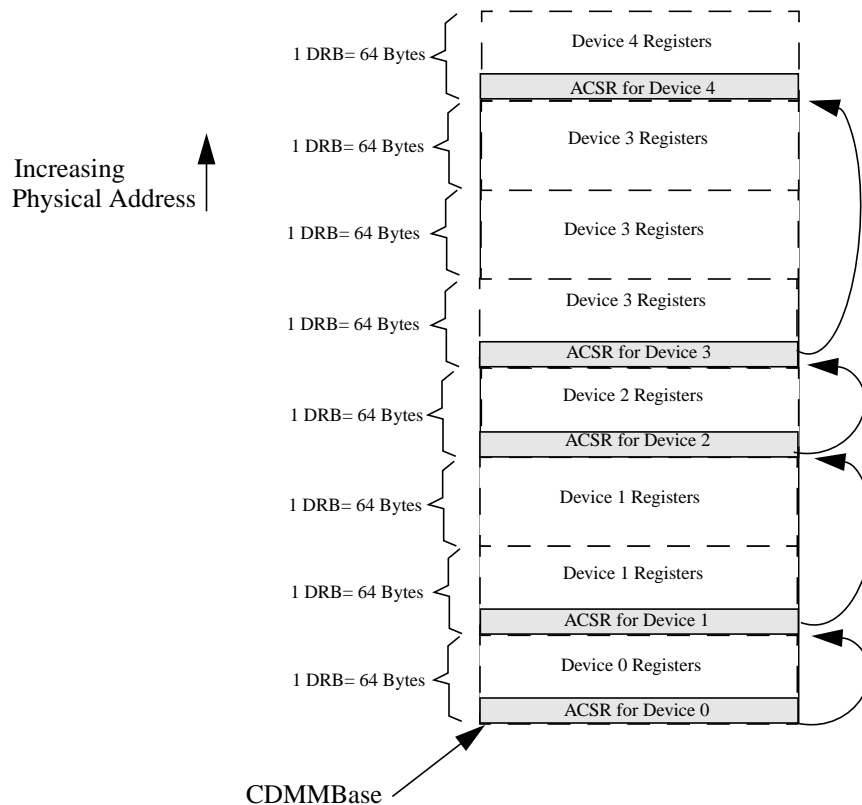 Device 4 Registers
1 DRB= 64 Bytes
ACSR for Device 4
1 DRB= 64 Bytes
Device 3 Registers
Increasing
Physical Address
1 DRB= 64 Bytes
Device 3 Registers
Device 3 Registers
1 DRB= 64 Bytes
ACSR for Device 3
Device 2 Registers
1 DRB= 64 Bytes
ACSR for Device 2
1 DRB= 64 Bytes
Device 1 Registers
Device 1 Registers
1 DRB= 64 Bytes
ACSR for Device 1
Device 0 Registers
1 DRB= 64 Bytes
ACSR for Device 0
CDMMBase